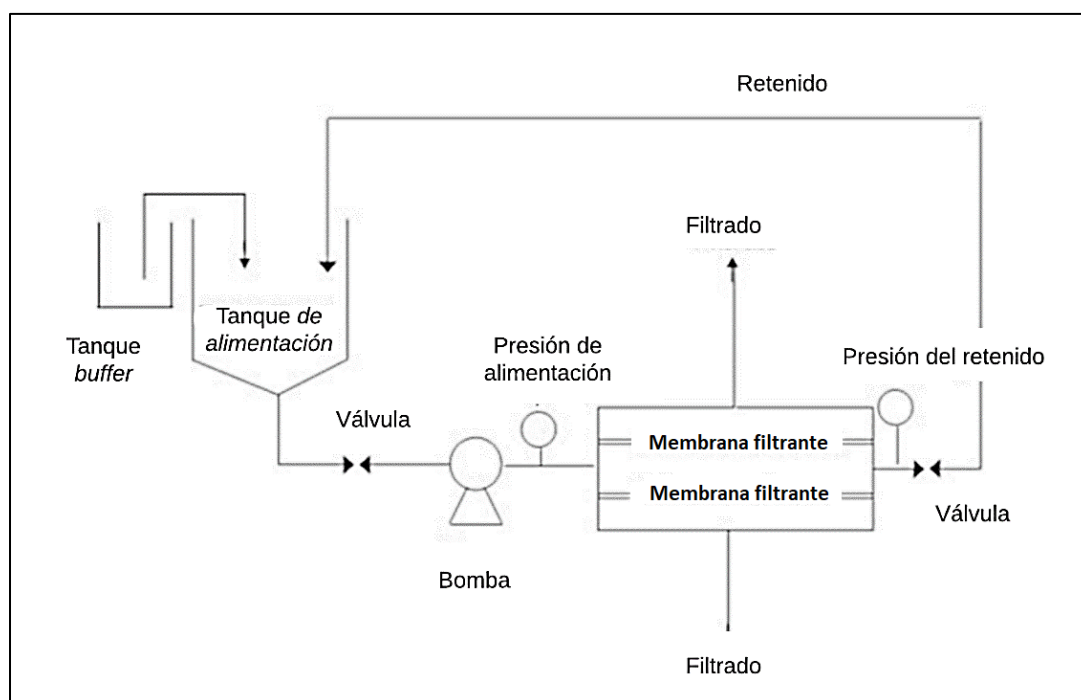 Retenido
Filtrado
Tanque de
alimentación
Tanque
buffer
Presión de
alimentación
Presión del retenido
Válvula
Membrana filtrante
Membrana filtrante
Válvula
Bomba
Filtrado